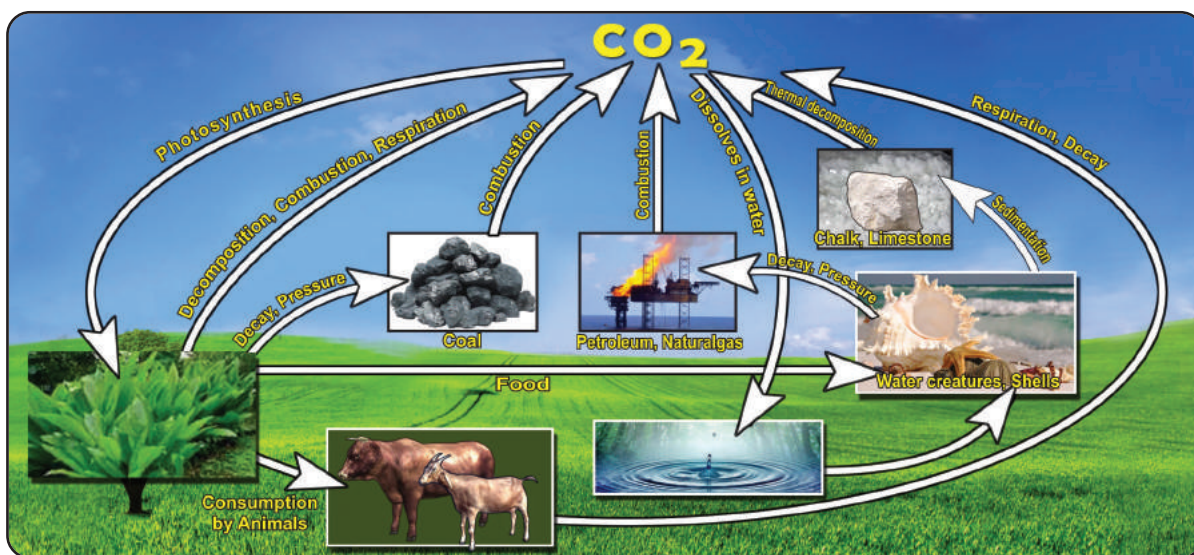 CO2
Photosynthesis
Decomposition, Combustion, Respiration
Combustion
Combustion
Dissolves in water
Thermal decomposition
Respiration, Decay
Chalk, Limestone
Sedimentation
Decay, Pressure
Decay, Pressure
Coal
Petroleum, Naturalgas
Water creatures, Shells
Food
Consumption
by Animals